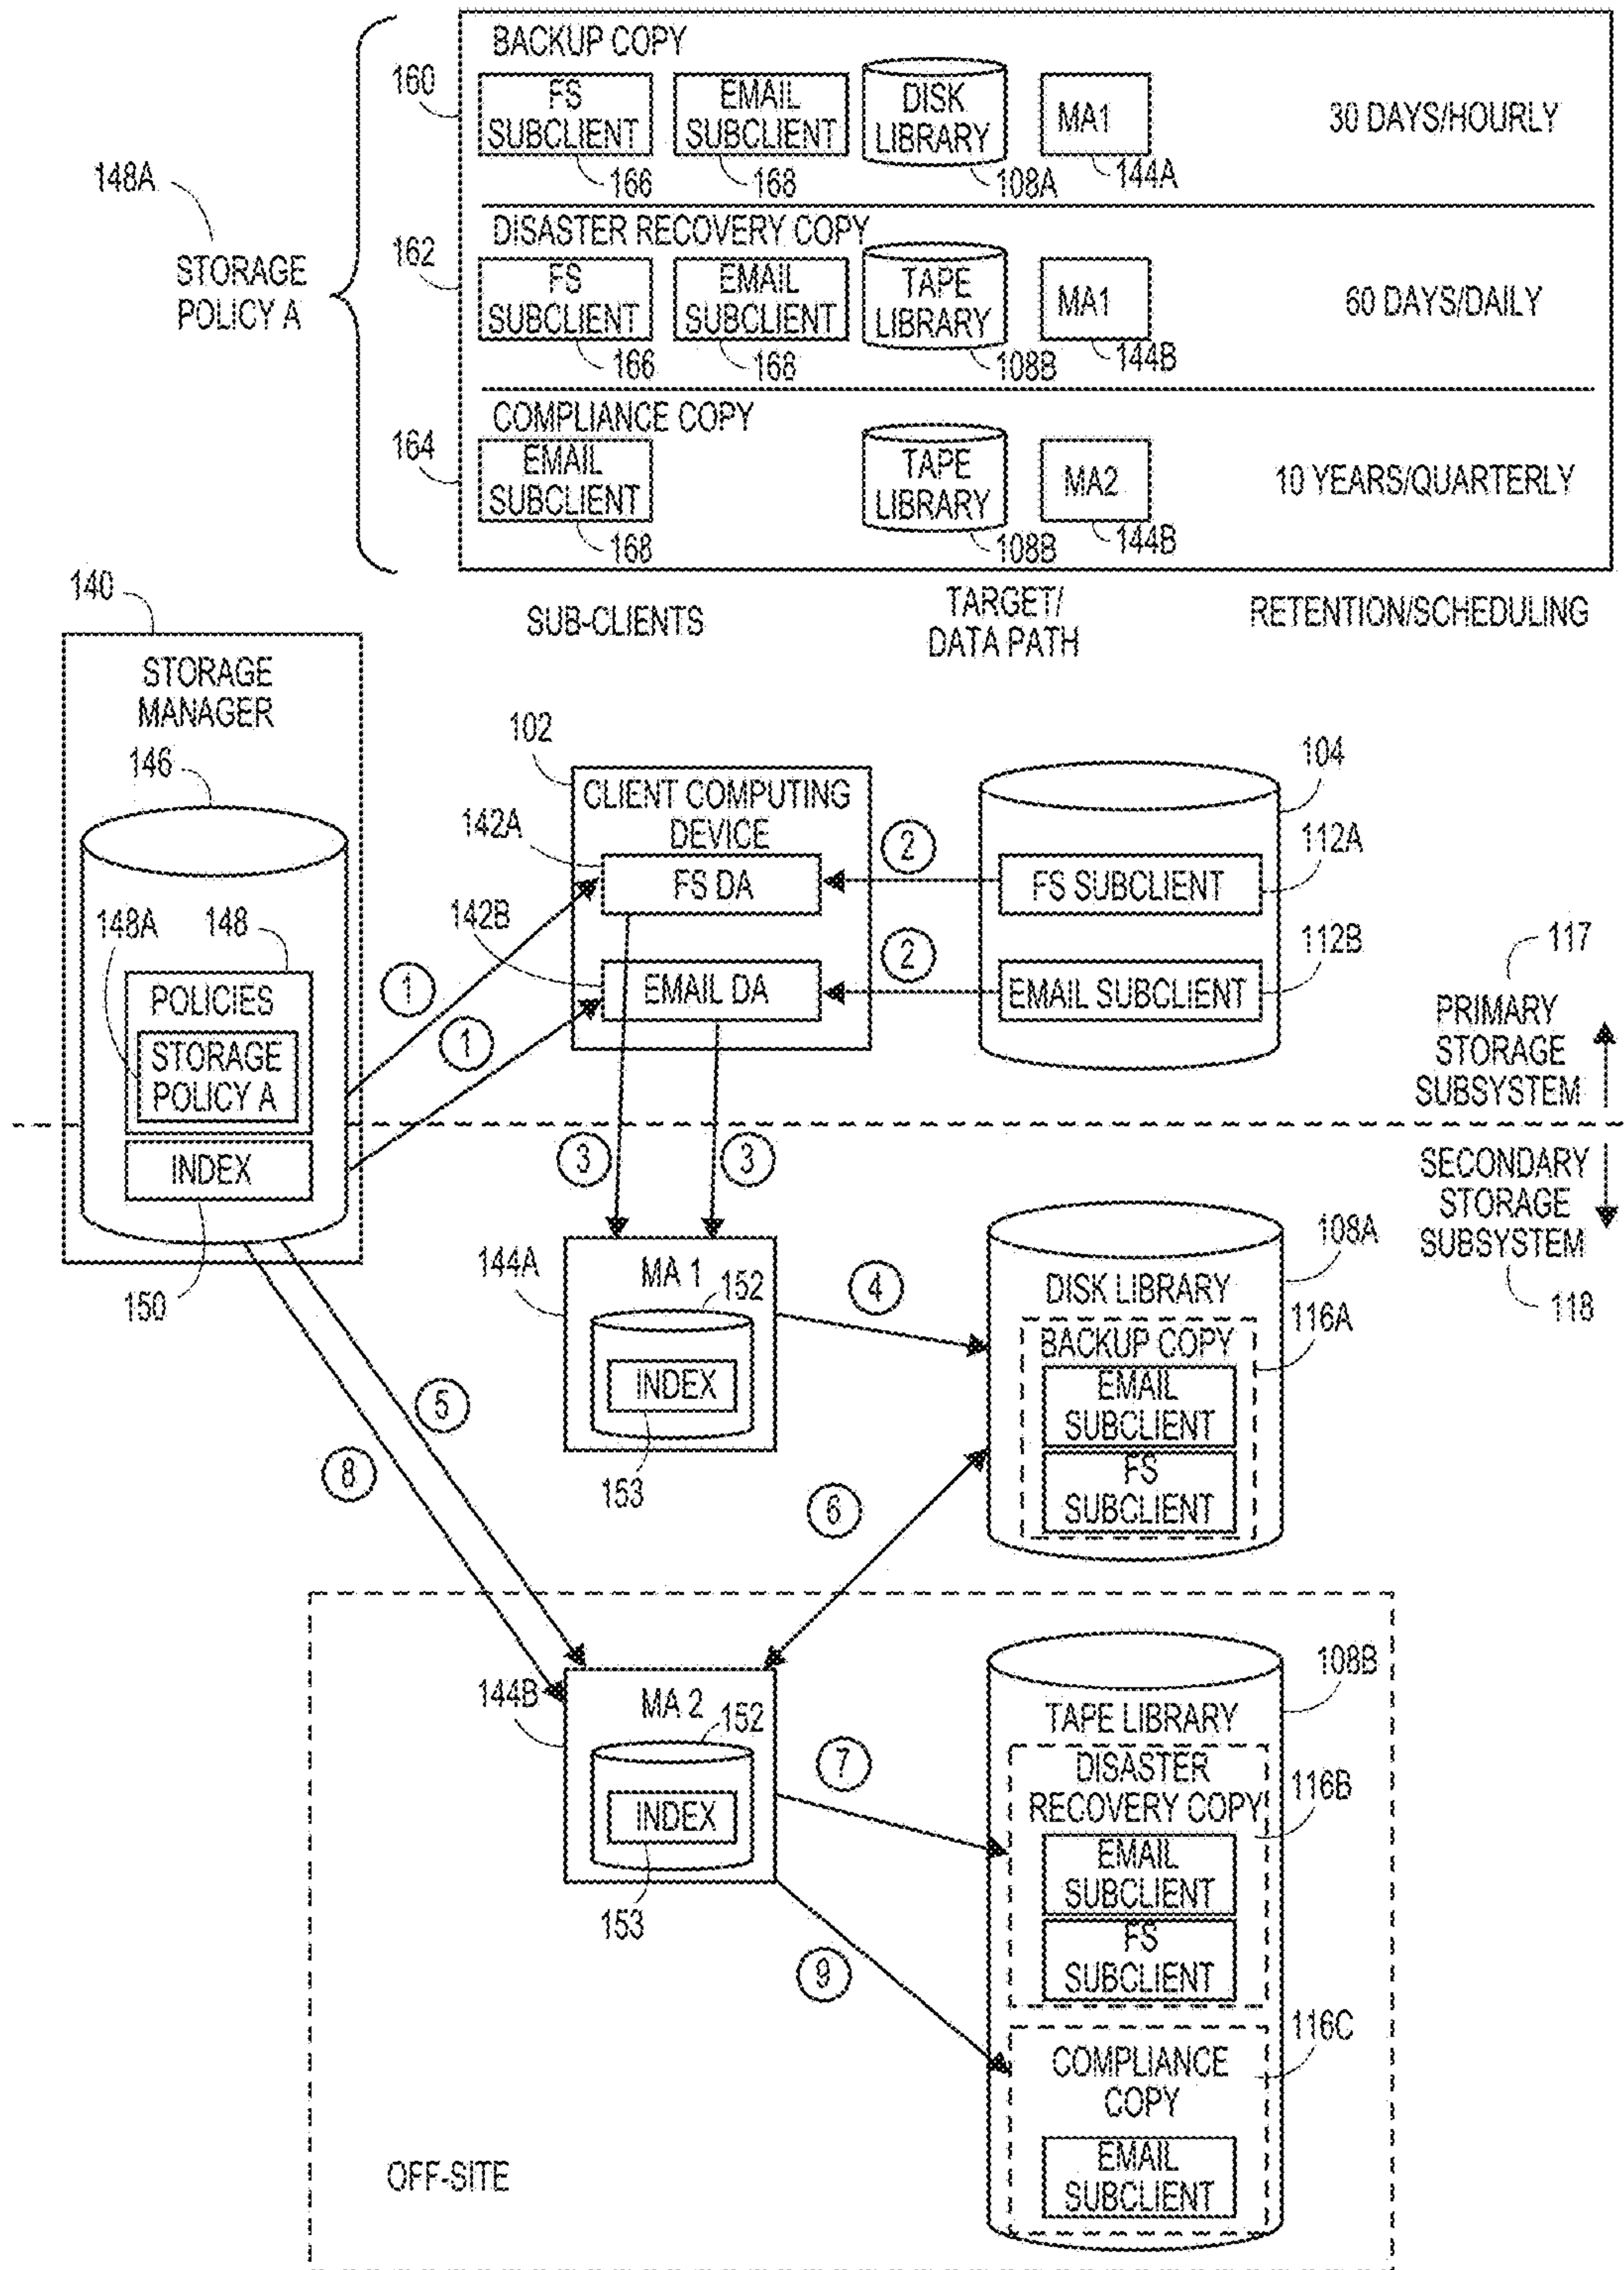 BACKUP COPY
160
FS
SUBCLIENT
166
EMAIL
SUBCLIENT
168
DISK
LIBRARY
108A
MA1
144A
30 DAYS/HOURLY
148A
STORAGE
POLICY A
DISASTER RECOVERY COPY
162
FS
SUBCLIENT
166
EMAIL
SUBCLIENT
168
TAPE
LIBRARY
108B
MA1
144B
60 DAYS/DAILY
COMPLIANCE COPY
164
EMAIL
SUBCLIENT
168
TAPE
LIBRARY
108B
MA2
144B
10 YEARS/QUARTERLY
SUB-CLIENTS
TARGET/
DATA PATH
RETENTION/SCHEDULING
140
STORAGE
MANAGER
146
148A
148
POLICIES
STORAGE
POLICY A
INDEX
150
102
CLIENT COMPUTING
DEVICE
142A
FS DA
142B
EMAIL DA
1
1
2
2
104
112A
FS SUBCLIENT
112B
EMAIL SUBCLIENT
117
PRIMARY
STORAGE
SUBSYSTEM
SECONDARY
STORAGE
SUBSYSTEM
118
3
3
144A
MA 1
152
INDEX
153
4
108A
DISK LIBRARY
116A
BACKUP COPY
EMAIL
SUBCLIENT
FS
SUBCLIENT
5
8
6
144B
MA 2
152
INDEX
153
7
9
108B
TAPE LIBRARY
DISASTER
RECOVERY COPY
116B
EMAIL
SUBCLIENT
FS
SUBCLIENT
116C
COMPLIANCE
COPY
EMAIL
SUBCLIENT
OFF-SITE